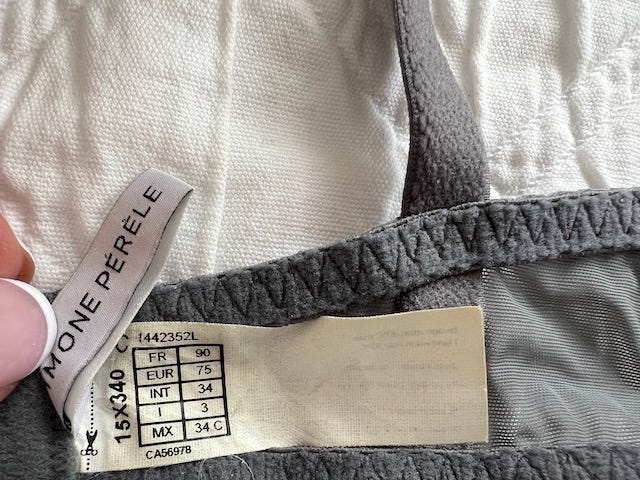 MONE PÉRÈLE
1442352L
FR 90
EUR 75
INT 34
I 3
MX 34 C
CA56978
15X340